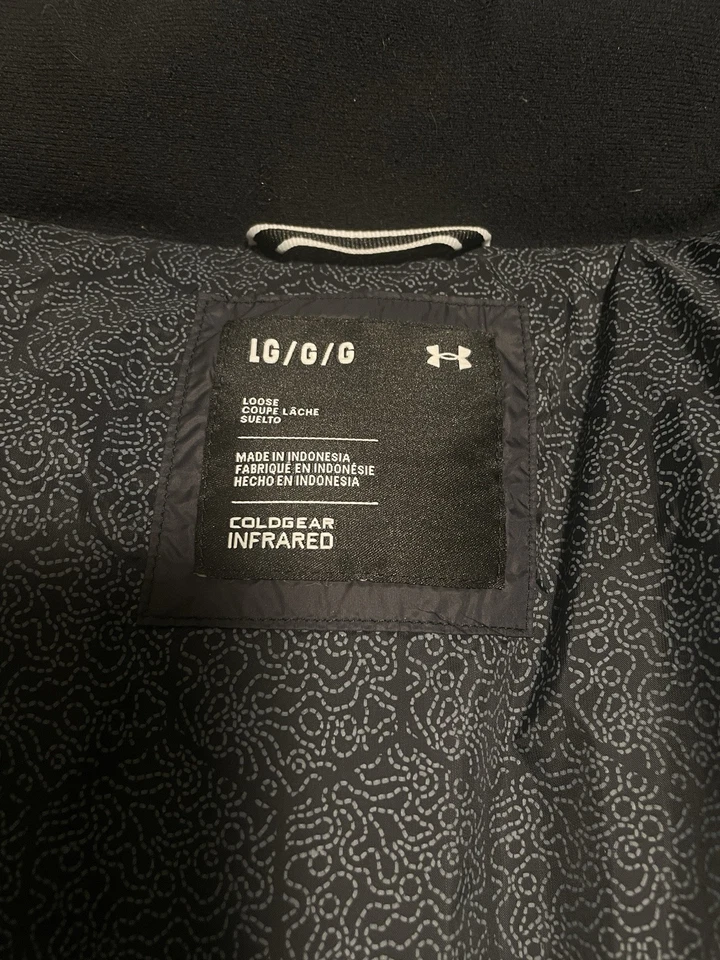 LG/G/G
LOOSE
COUPE LÂCHE
SUELTO
MADE IN INDONESIA
FABRIQUÉ EN INDONÉSIE
HECHO EN INDONESIA
COLDGEAR
INFRARED